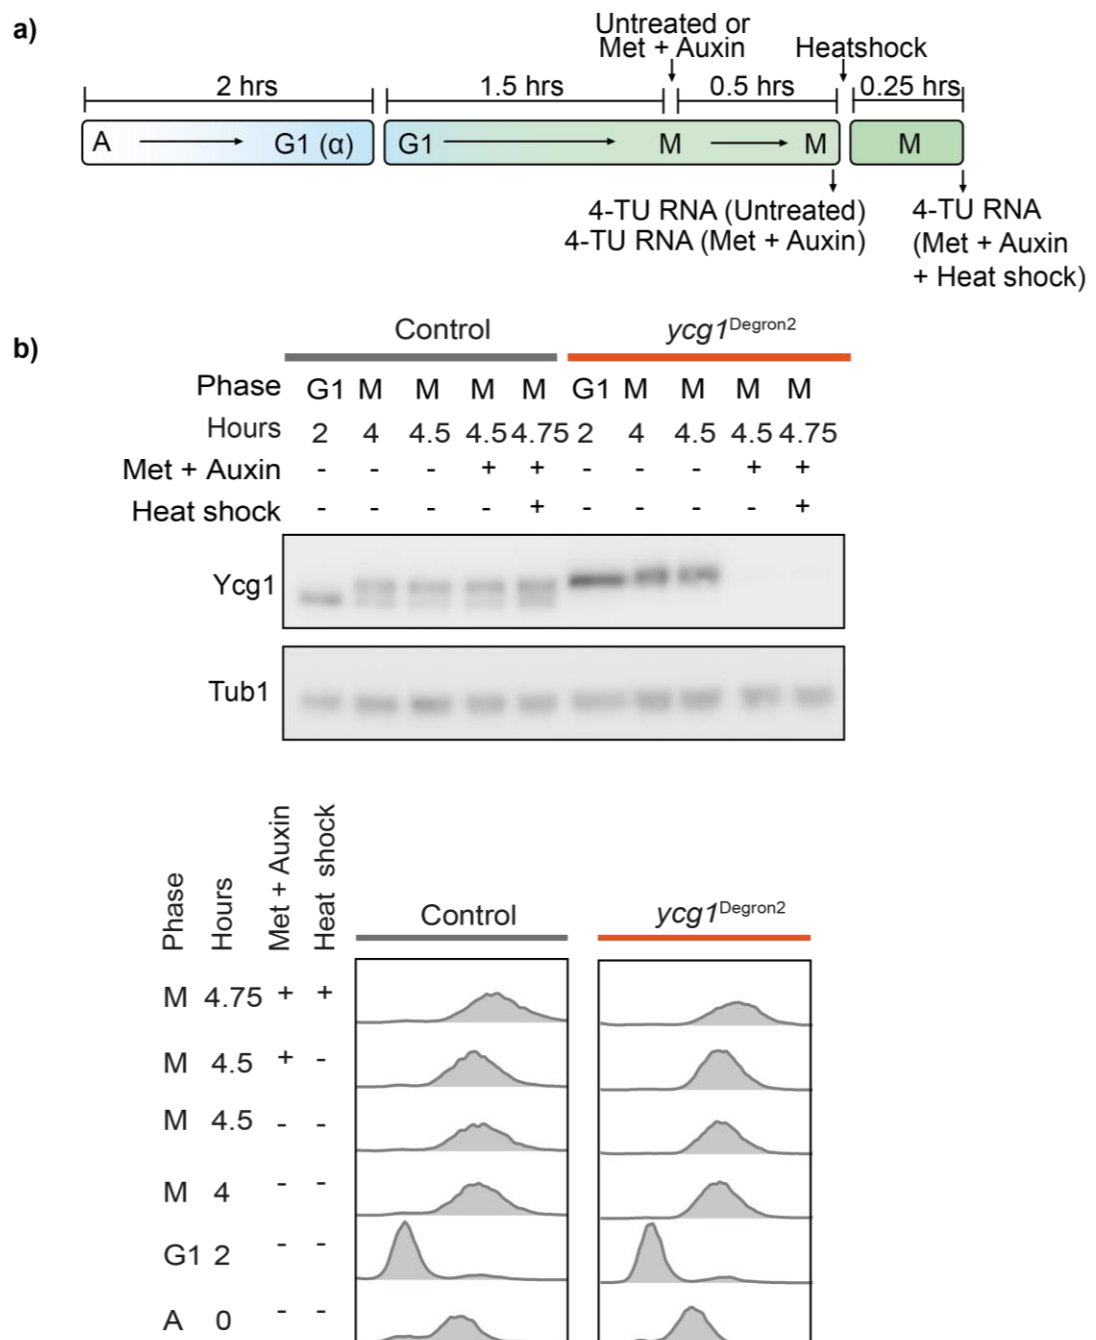 a)
Untreated or
Met + Auxin
Heatshock
2 hrs
1.5 hrs
0.5 hrs
0.25 hrs
A
G1 (α)
G1
M
M
M
4-TU RNA (Untreated)
4-TU RNA (Met + Auxin)
4-TU RNA
(Met + Auxin
+ Heat shock)
b)
Control
ycg1Degron2
Phase G1 M M M M G1 M M M M
Hours 2 4 4.5 4.5 4.75 2 4 4.5 4.5 4.75
Met + Auxin - - - + + - - - + +
Heat shock - - - - + - - - - +
Ycg1
Tub1
Phase
Hours
Met + Auxin
Heat shock
Control
ycg1Degron2
M 4.75 + +
M 4.5 + -
M 4.5 - -
M 4 - -
G1 2 - -
A 0 - -